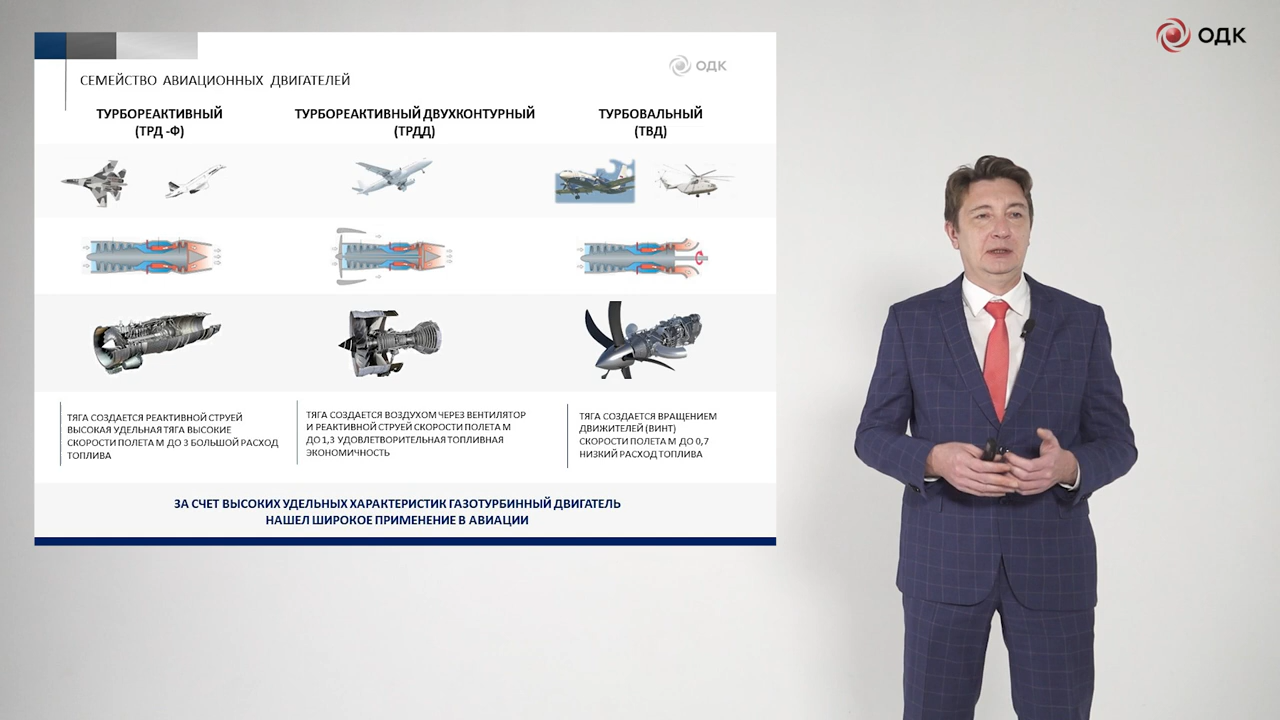 ОДК
ОДК
СЕМЕЙСТВО АВИАЦИОННЫХ ДВИГАТЕЛЕЙ
ТУРБОРЕАКТИВНЫЙ
(ТРД -Ф)
ТУРБОРЕАКТИВНЫЙ ДВУХКОНТУРНЫЙ
(ТРДД)
ТУРБОВАЛЬНЫЙ
(ТВД)
ТЯГА СОЗДАЕТСЯ РЕАКТИВНОЙ СТРУЕЙ
ВЫСОКАЯ УДЕЛЬНАЯ ТЯГА ВЫСОКИЕ
СКОРОСТИ ПОЛЕТА М ДО 3 БОЛЬШОЙ РАСХОД
ТОПЛИВА
ТЯГА СОЗДАЕТСЯ ВОЗДУХОМ ЧЕРЕЗ ВЕНТИЛЯТОР
И РЕАКТИВНОЙ СТРУЕЙ СКОРОСТИ ПОЛЕТА М
ДО 1,3 УДОВЛЕТВОРИТЕЛЬНАЯ ТОПЛИВНАЯ
ЭКОНОМИЧНОСТЬ
ТЯГА СОЗДАЕТСЯ ВРАЩЕНИЕМ
ДВИЖИТЕЛЕЙ (ВИНТ)
СКОРОСТИ ПОЛЕТА М ДО 0,7
НИЗКИЙ РАСХОД ТОПЛИВА
ЗА СЧЕТ ВЫСОКИХ УДЕЛЬНЫХ ХАРАКТЕРИСТИК ГАЗОТУРБИННЫЙ ДВИГАТЕЛЬ
НАШЕЛ ШИРОКОЕ ПРИМЕНЕНИЕ В АВИАЦИИ